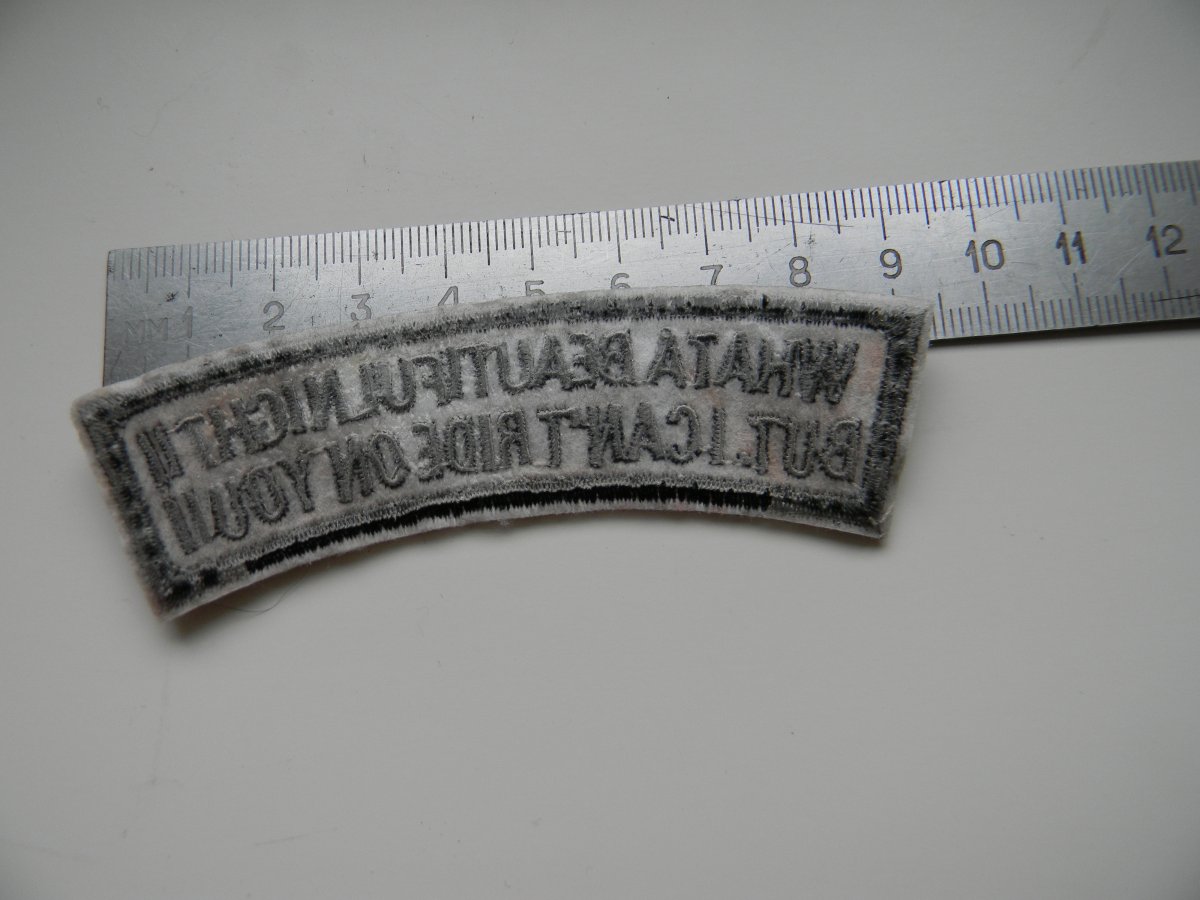 MM 1 2 3 4 5 6 7 8 9 10 11 12
WHAT A BEAUTIFUL NIGHT !!
BUT I CAN'T RIDE ON YOU !!